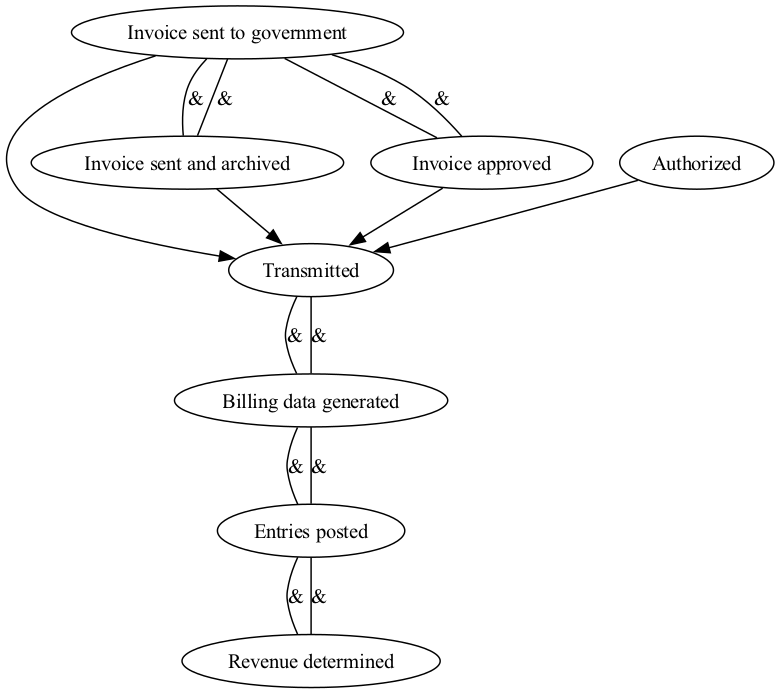 Invoice sent to government
& & & &
Invoice sent and archived Invoice approved Authorized
Transmitted
& &
Billing data generated
& &
Entries posted
& &
Revenue determined